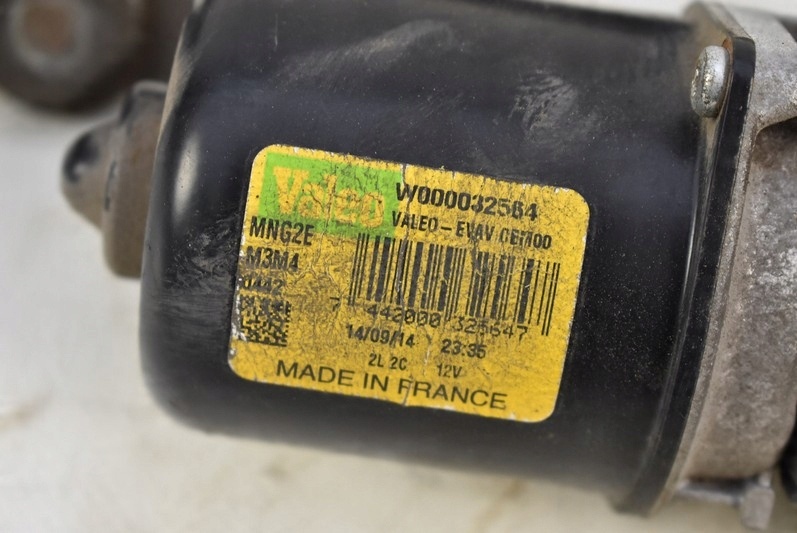 Valeo
W000032564
VALEO-EVAV
MNG2E
M3M4
0442
7 442000 325647
14/09/14 23:35
2L 2C 12V
MADE IN FRANCE